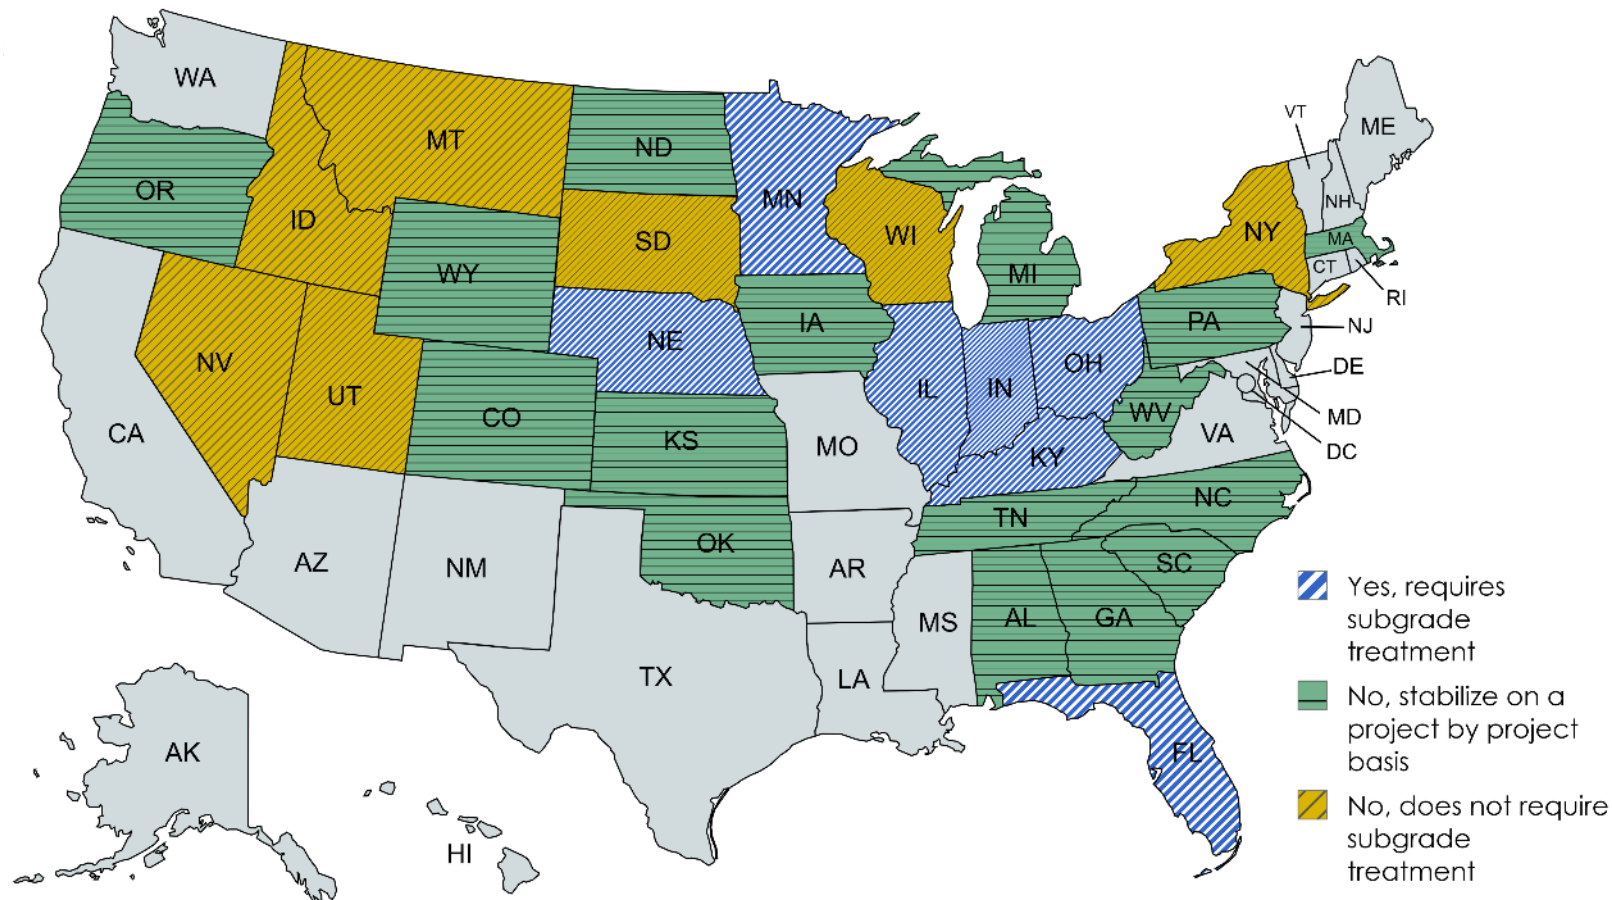 WA
MT
ND
MN
OR
ID
SD
WI
WY
MI
IA
NE
NV
UT
CO
KS
IL
IN
OH
PA
NY
VT
ME
NH
MA
CT
RI
NJ
DE
MD
DC
WV
VA
CA
MO
KY
NC
TN
OK
AZ
NM
AR
SC
MS
AL
GA
TX
LA
FL
AK
HI
Yes, requires
subgrade
treatment
No, stabilize on a
project by project
basis
No, does not require
subgrade
treatment